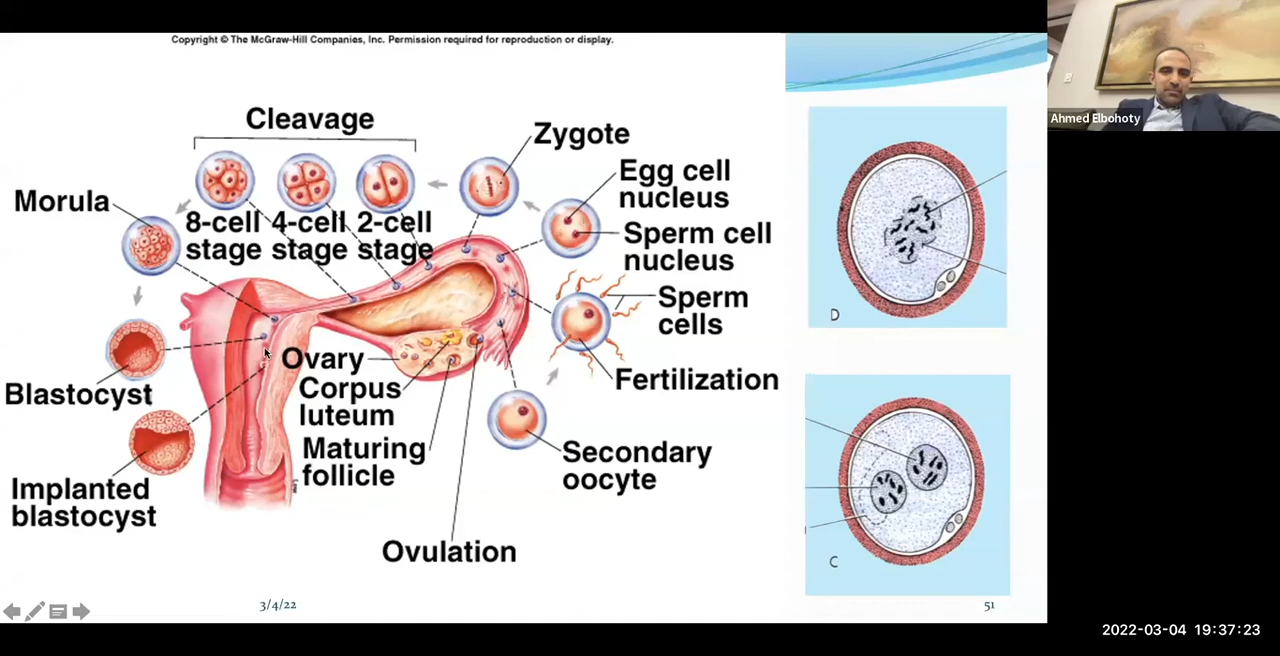 Copyright © The McGraw-Hill Companies, Inc. Permission required for reproduction or display.
Ahmed Elbohoty
Cleavage
Zygote
Egg cell
nucleus
Morula
8-cell 4-cell 2-cell
stage stage stage
Sperm cell
nucleus
Sperm
cells
D
Ovary
Corpus
luteum
Fertilization
Blastocyst
Maturing
follicle
Secondary
oocyte
Implanted
blastocyst
Ovulation
C
3/4/22
51
2022-03-04 19:37:23